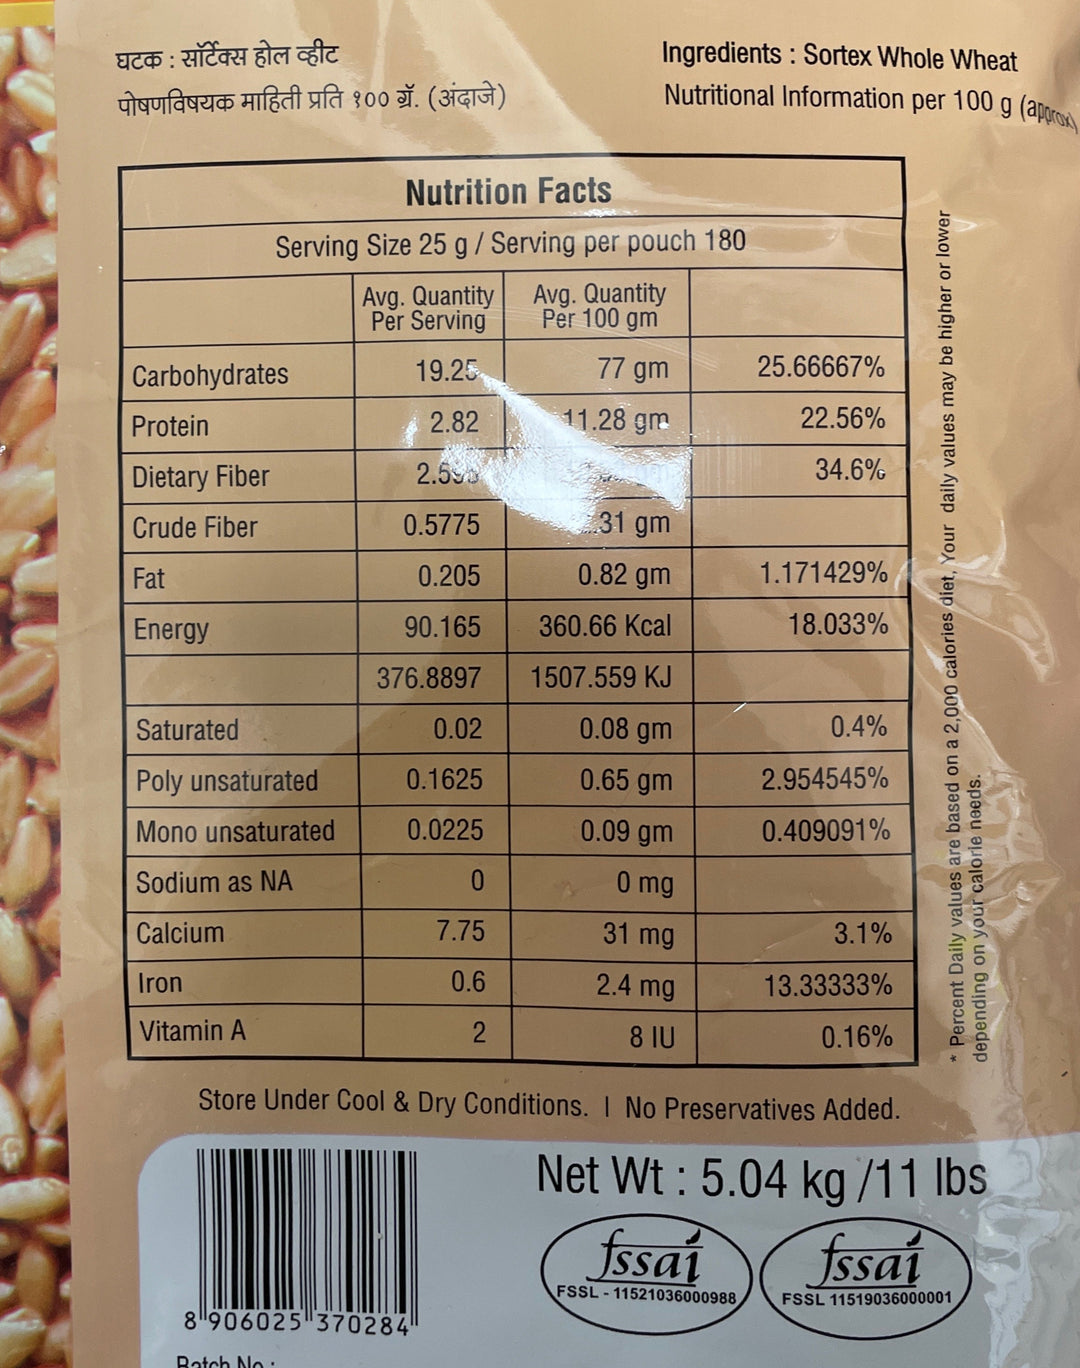 घटक : सॉर्टेक्स होल व्हीट
पोषणविषयक माहिती प्रति १०० ग्रॅ. (अंदाजे)
Ingredients : Sortex Whole Wheat
Nutritional Information per 100 g (approx)
Nutrition Facts
Serving Size 25 g / Serving per pouch 180
Avg. Quantity Per Serving Avg. Quantity Per 100 gm
Carbohydrates 19.25 77 gm 25.66667%
Protein 2.82 11.28 gm 22.56%
Dietary Fiber 34.6%
Crude Fiber 0.5775 gm
Fat 0.205 0.82 gm 1.171429%
Energy 90.165 360.66 Kcal 18.033%
376.8897 1507.559 KJ
Saturated 0.02 0.08 gm 0.4%
Poly unsaturated 0.1625 0.65 gm 2.954545%
Mono unsaturated 0.0225 0.09 gm 0.409091%
Sodium as NA 0 0 mg
Calcium 7.75 31 mg 3.1%
Iron 0.6 2.4 mg 13.33333%
Vitamin A 2 8 IU 0.16%
* Percent Daily values are based on a 2,000 calories diet, Your daily values may be higher or lower
depending on your calorie needs.
Store Under Cool & Dry Conditions. | No Preservatives Added.
Net Wt : 5.04 kg /11 lbs
fssai
FSSL - 11521036000988
fssai
FSSL 11519036000001
8 906025 370284
Batch No :